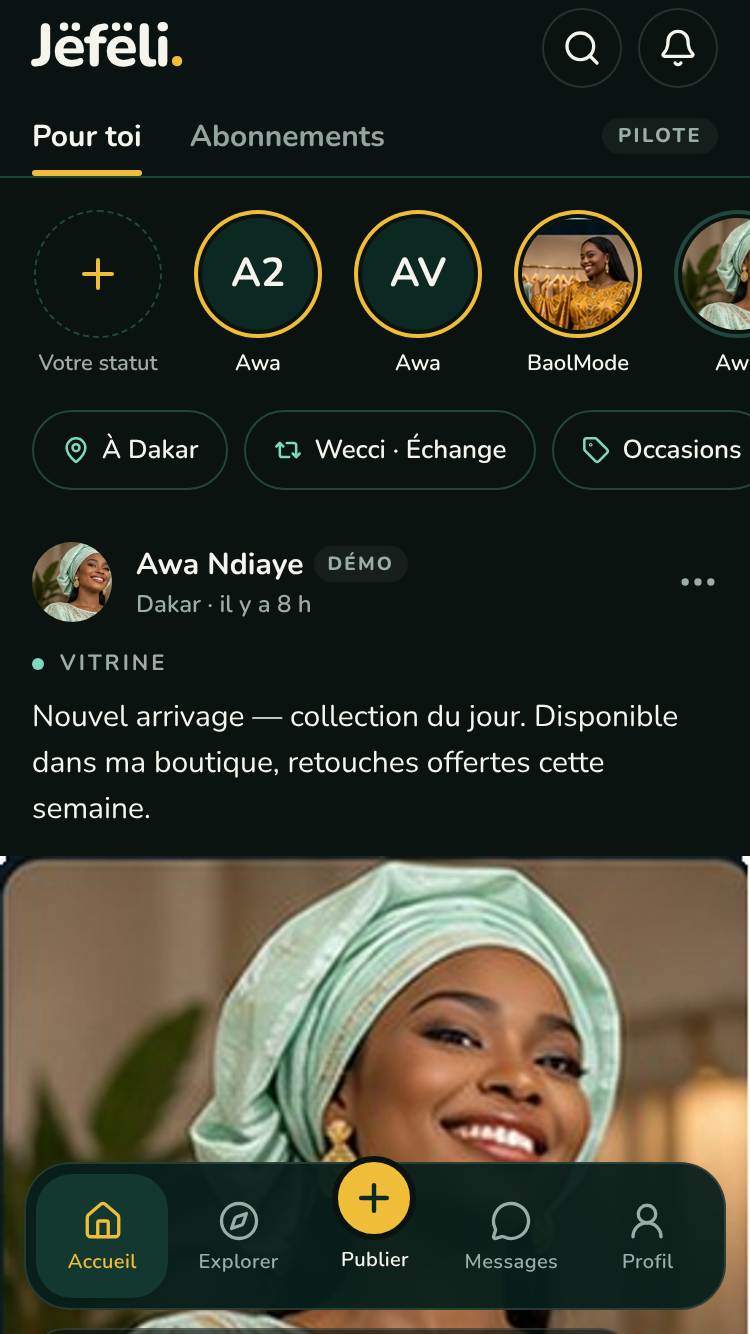 Jëfëli.
Pour toi
Abonnements
PILOTE
A2
AV
Votre statut
Awa
Awa
BaolMode
Aw
À Dakar
Wecci · Échange
Occasions
Awa Ndiaye DÉMO
Dakar · il y a 8 h
VITRINE
Nouvel arrivage — collection du jour. Disponible
dans ma boutique, retouches offertes cette
semaine.
Accueil
Explorer
Publier
Messages
Profil